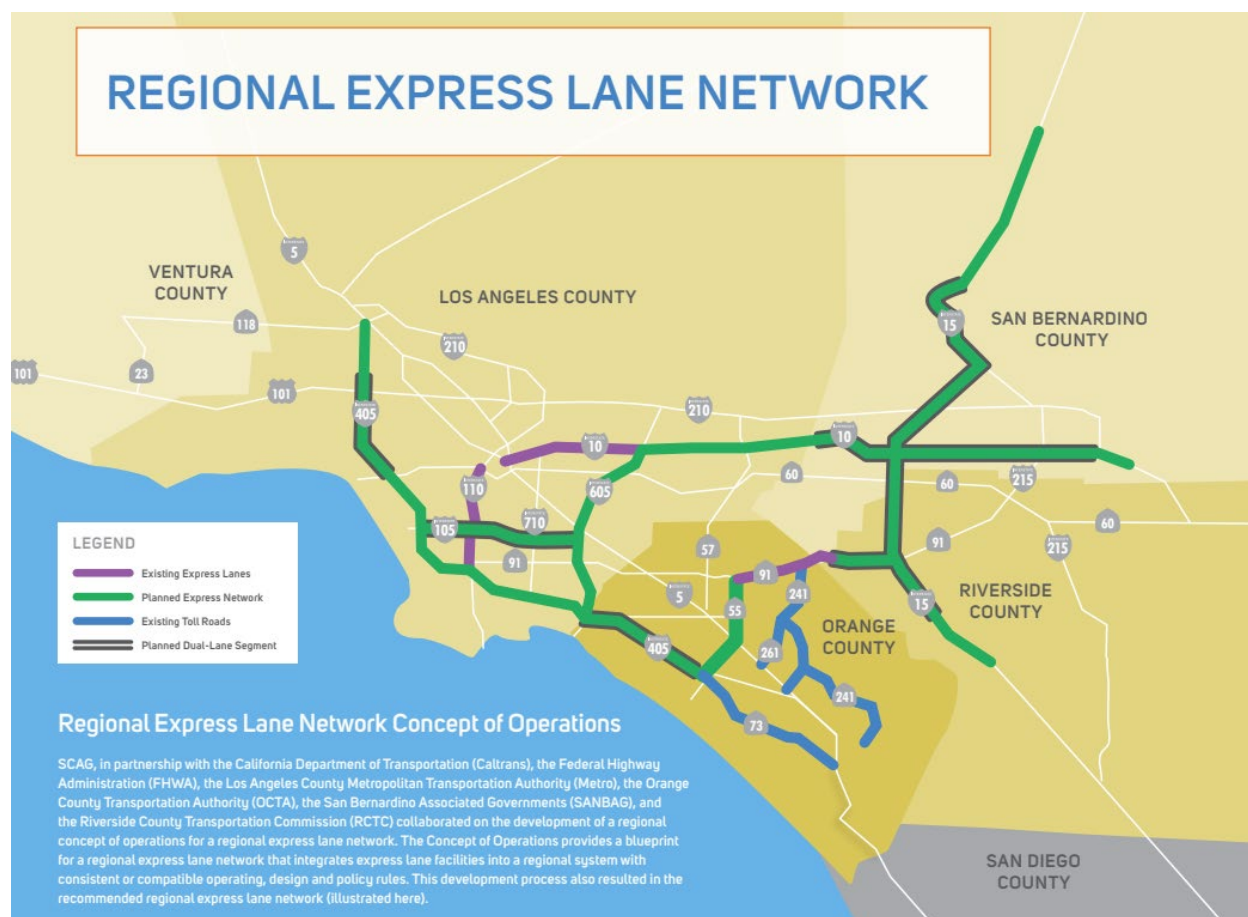 REGIONAL EXPRESS LANE NETWORK
5
VENTURA
COUNTY
LOS ANGELES COUNTY
118
210
15
SAN BERNARDINO
COUNTY
101
23
101
405
210
10
10
60
60
215
110
605
105
710
91
57
91
60
215
LEGEND
Existing Express Lanes
Planned Express Network
Existing Toll Roads
Planned Dual-Lane Segment
91
5
55
241
15
RIVERSIDE
COUNTY
ORANGE
COUNTY
405
261
241
73
Regional Express Lane Network Concept of Operations
SCAG, in partnership with the California Department of Transportation (Caltrans), the Federal Highway
Administration (FHWA), the Los Angeles County Metropolitan Transportation Authority (Metro), the Orange
County Transportation Authority (OCTA), the San Bernardino Associated Governments (SANBAG), and
the Riverside County Transportation Commission (RCTC) collaborated on the development of a regional
concept of operations for a regional express lane network. The Concept of Operations provides a blueprint
for a regional express lane network that integrates express lane facilities into a regional system with
consistent or compatible operating, design and policy rules. This development process also resulted in the
recommended regional express lane network (illustrated here).
SAN DIEGO
COUNTY